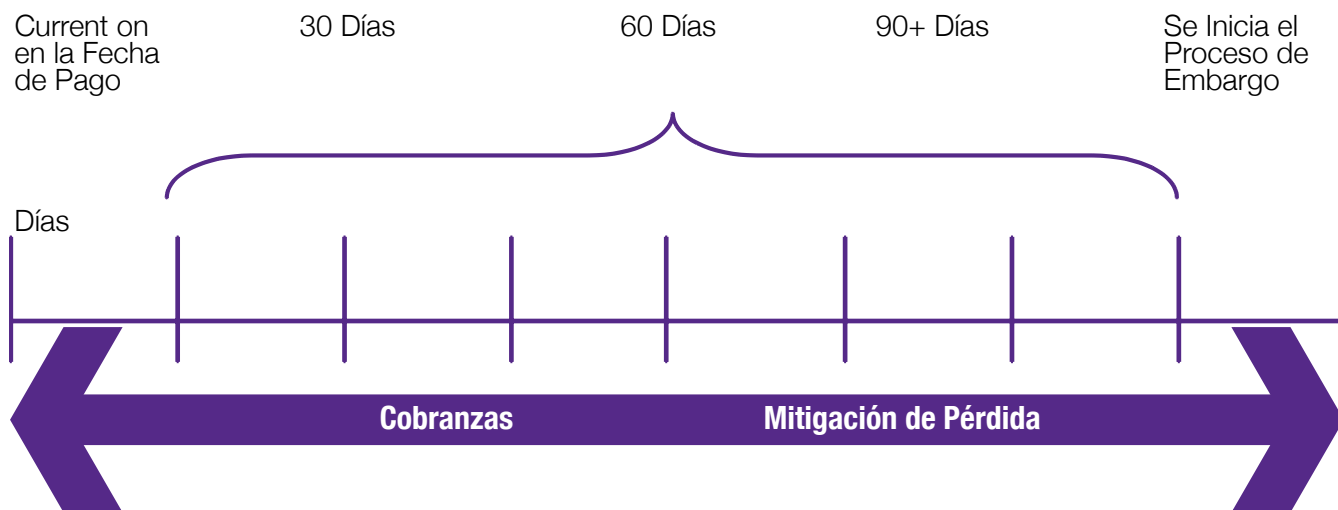 Current on
en la Fecha
de Pago
30 Días
60 Días
90+ Días
Se Inicia el
Proceso de
Embargo
Días
Cobranzas
Mitigación de Pérdida